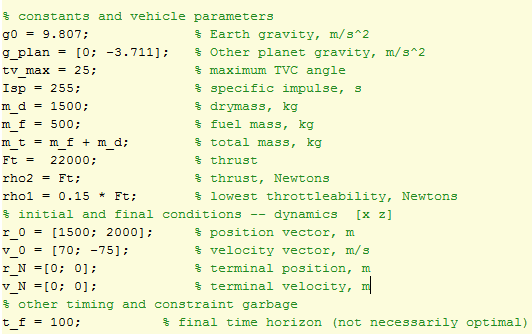 % constants and vehicle parameters
g0 = 9.807; % Earth gravity, m/s^2
g_plan = [0; -3.711]; % Other planet gravity, m/s^2
tv_max = 25; % maximum TVC angle
Isp = 255; % specific impulse, s
m_d = 1500; % drymass, kg
m_f = 500; % fuel mass, kg
m_t = m_f + m_d; % total mass, kg
Ft =  22000; % thrust
rho2 = Ft; % thrust, Newtons
rho1 = 0.15 * Ft; % lowest throttleability, Newtons
% initial and final conditions -- dynamics  [x z]
r_0 = [1500; 2000]; % position vector, m
v_0 = [70; -75]; % velocity vector, m/s
r_N =[0; 0]; % terminal position, m
v_N =[0; 0]; % terminal velocity, m
% other timing and constraint garbage
t_f = 100; % final time horizon (not necessarily optimal)